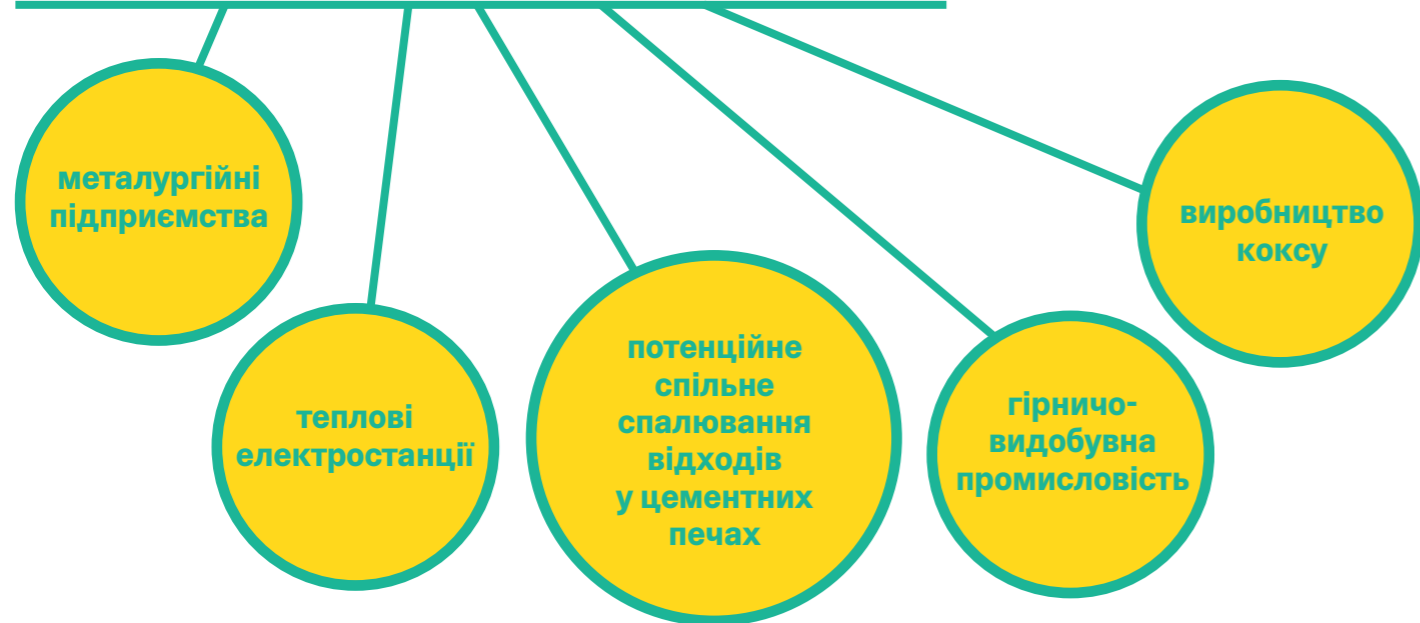 металургійні
підприємства
теплові
електростанції
потенційне
спільне
спалювання
відходів
у цементних
печах
гірничо-
видобувна
промисловість
виробництво
коксу